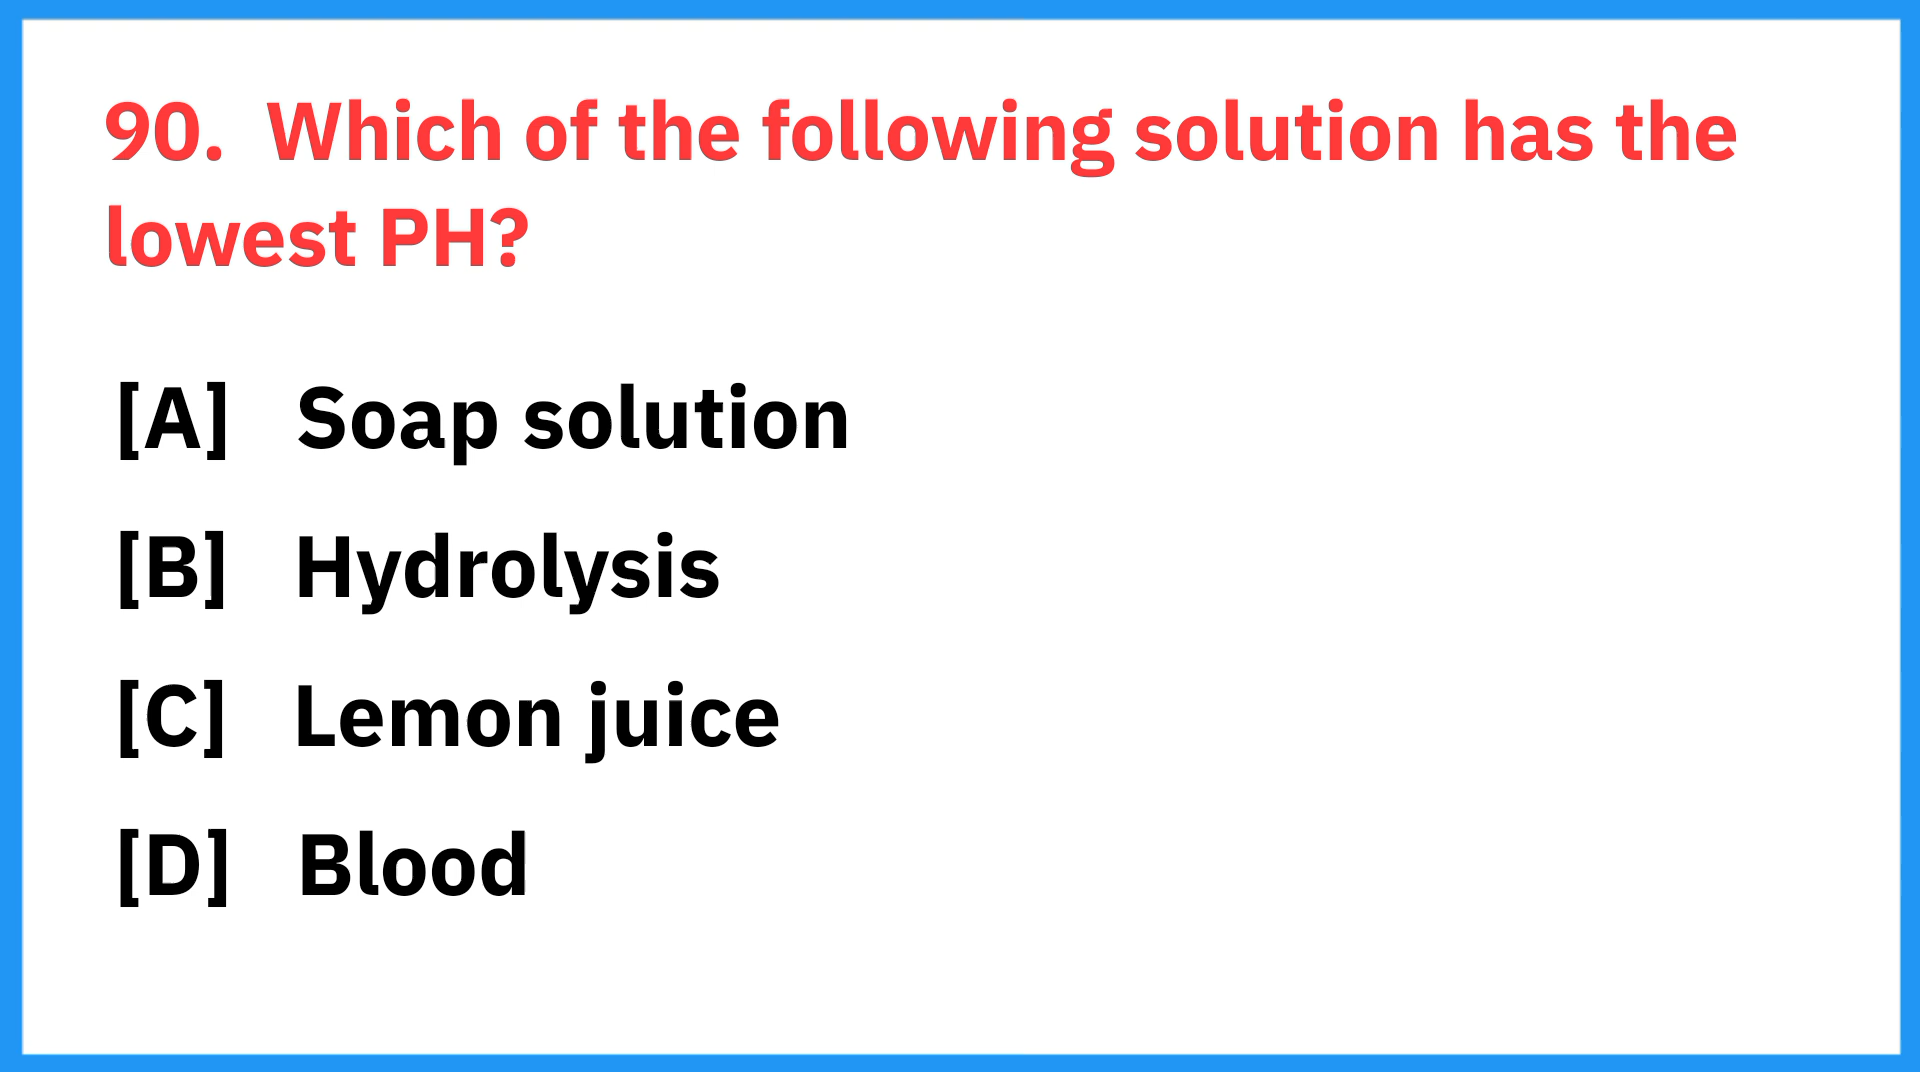 90. Which of the following solution has the
lowest PH?
[A] Soap solution
[B] Hydrolysis
[C] Lemon juice
[D] Blood